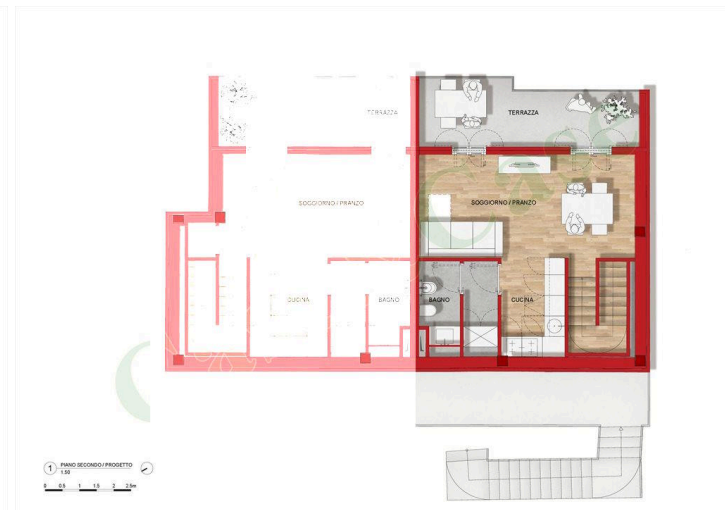 TERRAZZA
TERRAZZA
SOGGIORNO / PRANZO
SOGGIORNO / PRANZO
CUCINA
BAGNO
BAGNO
CUCINA
1
PIANO SECONDO / PROGETTO
1:50
0 0.5 1 1.5 2 2.5m